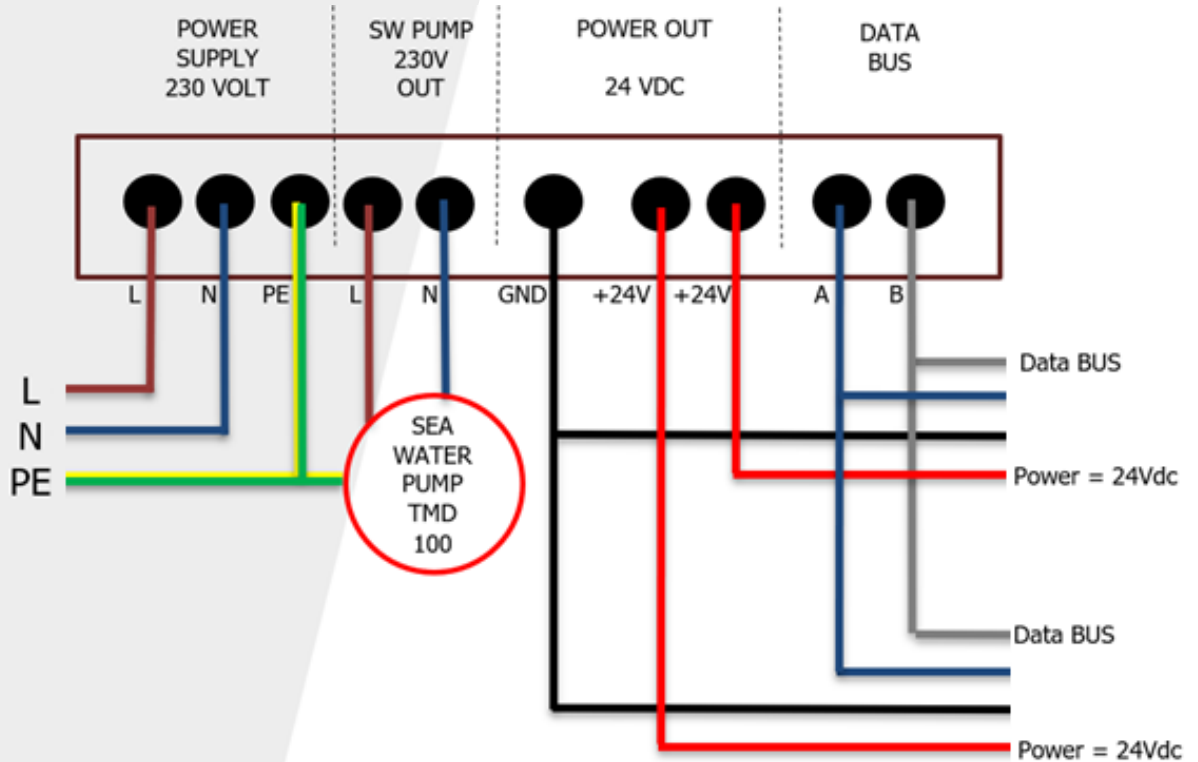 POWER
SUPPLY
230 VOLT
SW PUMP
230V
OUT
POWER OUT
24 VDC
DATA
BUS
L
N
PE
L
N
GND
+24V
+24V
A
B
L
N
PE
SEA
WATER
PUMP
TMD
100
Data BUS
Power = 24Vdc
Data BUS
Power = 24Vdc